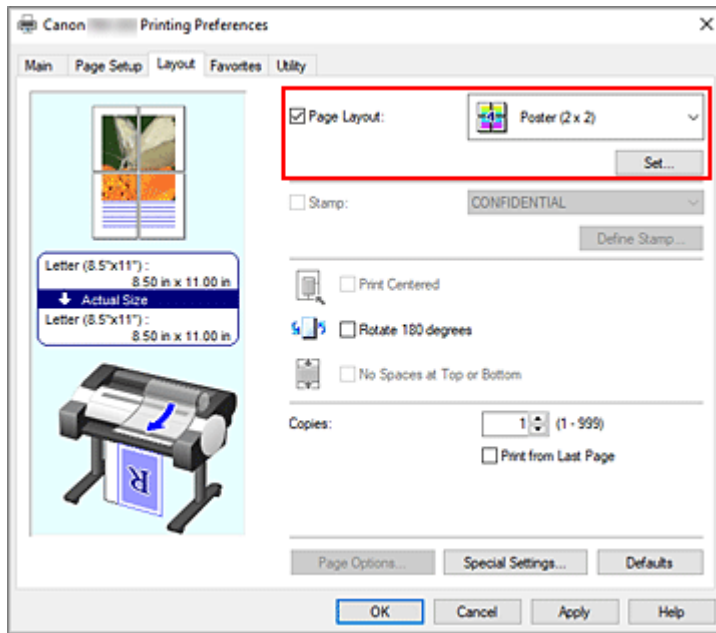 Canon Printing Preferences
Main Page Setup Layout Favorites Utility
Page Layout:
4 Poster (2 x 2)
Set...
Stamp:
CONFIDENTIAL
Define Stamp...
Letter (8.5"x11") :
8.50 in x 11.00 in
Actual Size
Letter (8.5"x11") :
8.50 in x 11.00 in
Print Centered
Rotate 180 degrees
No Spaces at Top or Bottom
Copies:
1 (1 - 999)
Print from Last Page
R
Page Options... Special Settings... Defaults
OK Cancel Apply Help